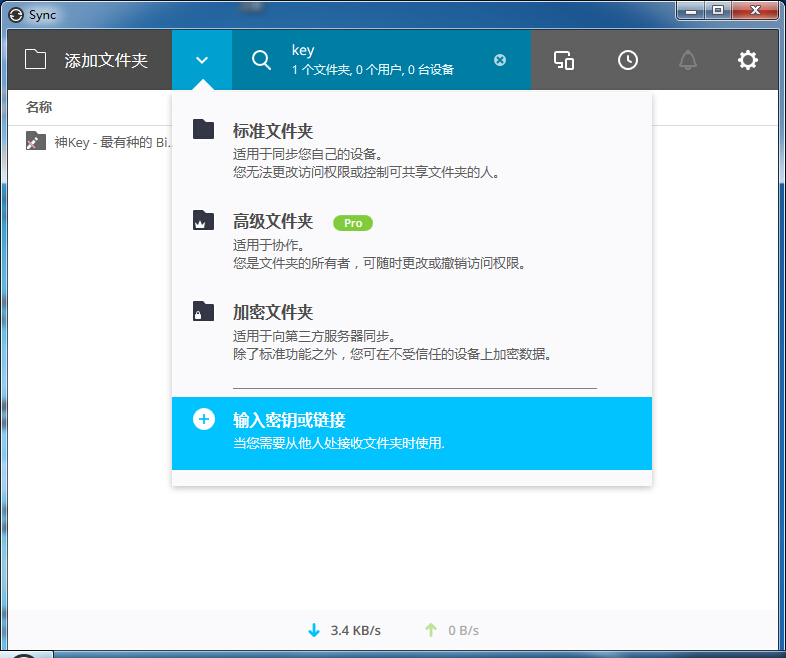 Sync
添加文件夹
key
1 个文件夹, 0 个用户, 0 台设备
名称
神Key - 最有种的 Bi...
标准文件夹
适用于同步您自己的设备。
您无法更改访问权限或控制可共享文件夹的人。
高级文件夹 Pro
适用于协作。
您是文件夹的所有者，可随时更改或撤销访问权限。
加密文件夹
适用于向第三方服务器同步。
除了标准功能之外，您可在不受信任的设备上加密数据。
输入密钥或链接
当您需要从他人处接收文件夹时使用.
3.4 KB/s 0 B/s